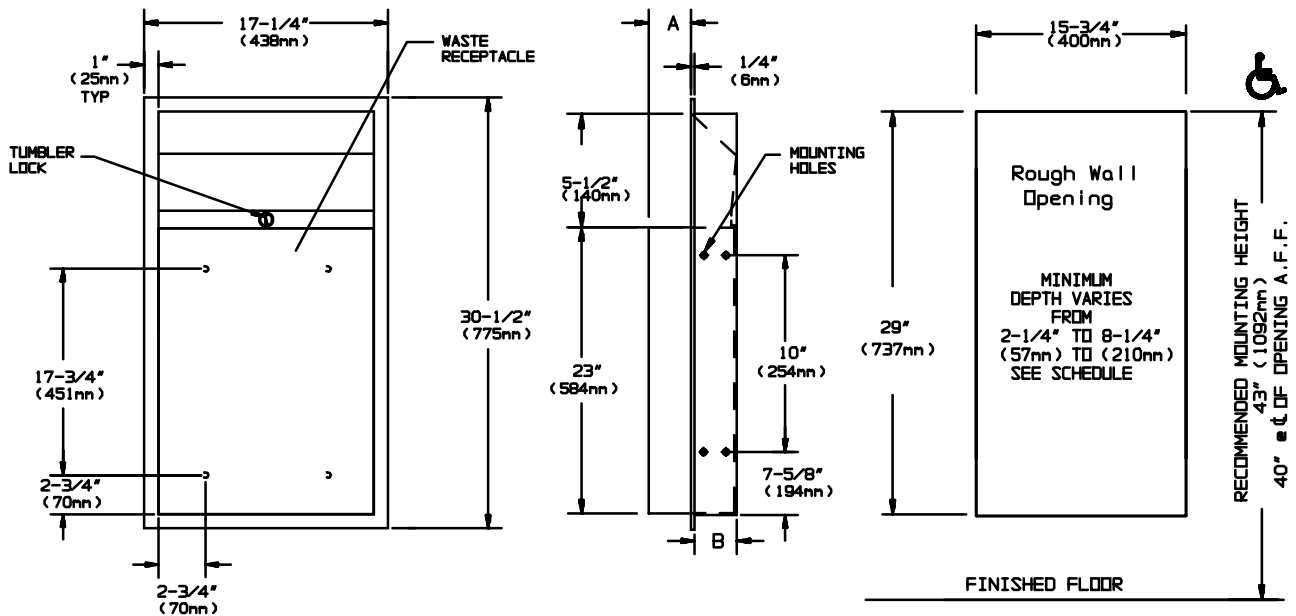 17-1/4"
(438mm)
WASTE
RECEPTACLE
1"
(25mm)
TYP
TUMBLER
LOCK
30-1/2"
(775mm)
17-3/4"
(451mm)
2-3/4"
(70mm)
2-3/4"
(70mm)
A
1/4"
(6mm)
MOUNTING
HOLES
5-1/2"
(140mm)
23"
(584mm)
10"
(254mm)
7-5/8"
(194mm)
B
15-3/4"
(400mm)
29"
(737mm)
Rough Wall
Opening
MINIMUM
DEPTH VARIES
FROM
2-1/4" TO 8-1/4"
(57mm) TO (210mm)
SEE SCHEDULE
RECOMMENDED MOUNTING HEIGHT
43" (1092mm)
40" @ ℄ OF OPENING A.F.F.
FINISHED FLOOR